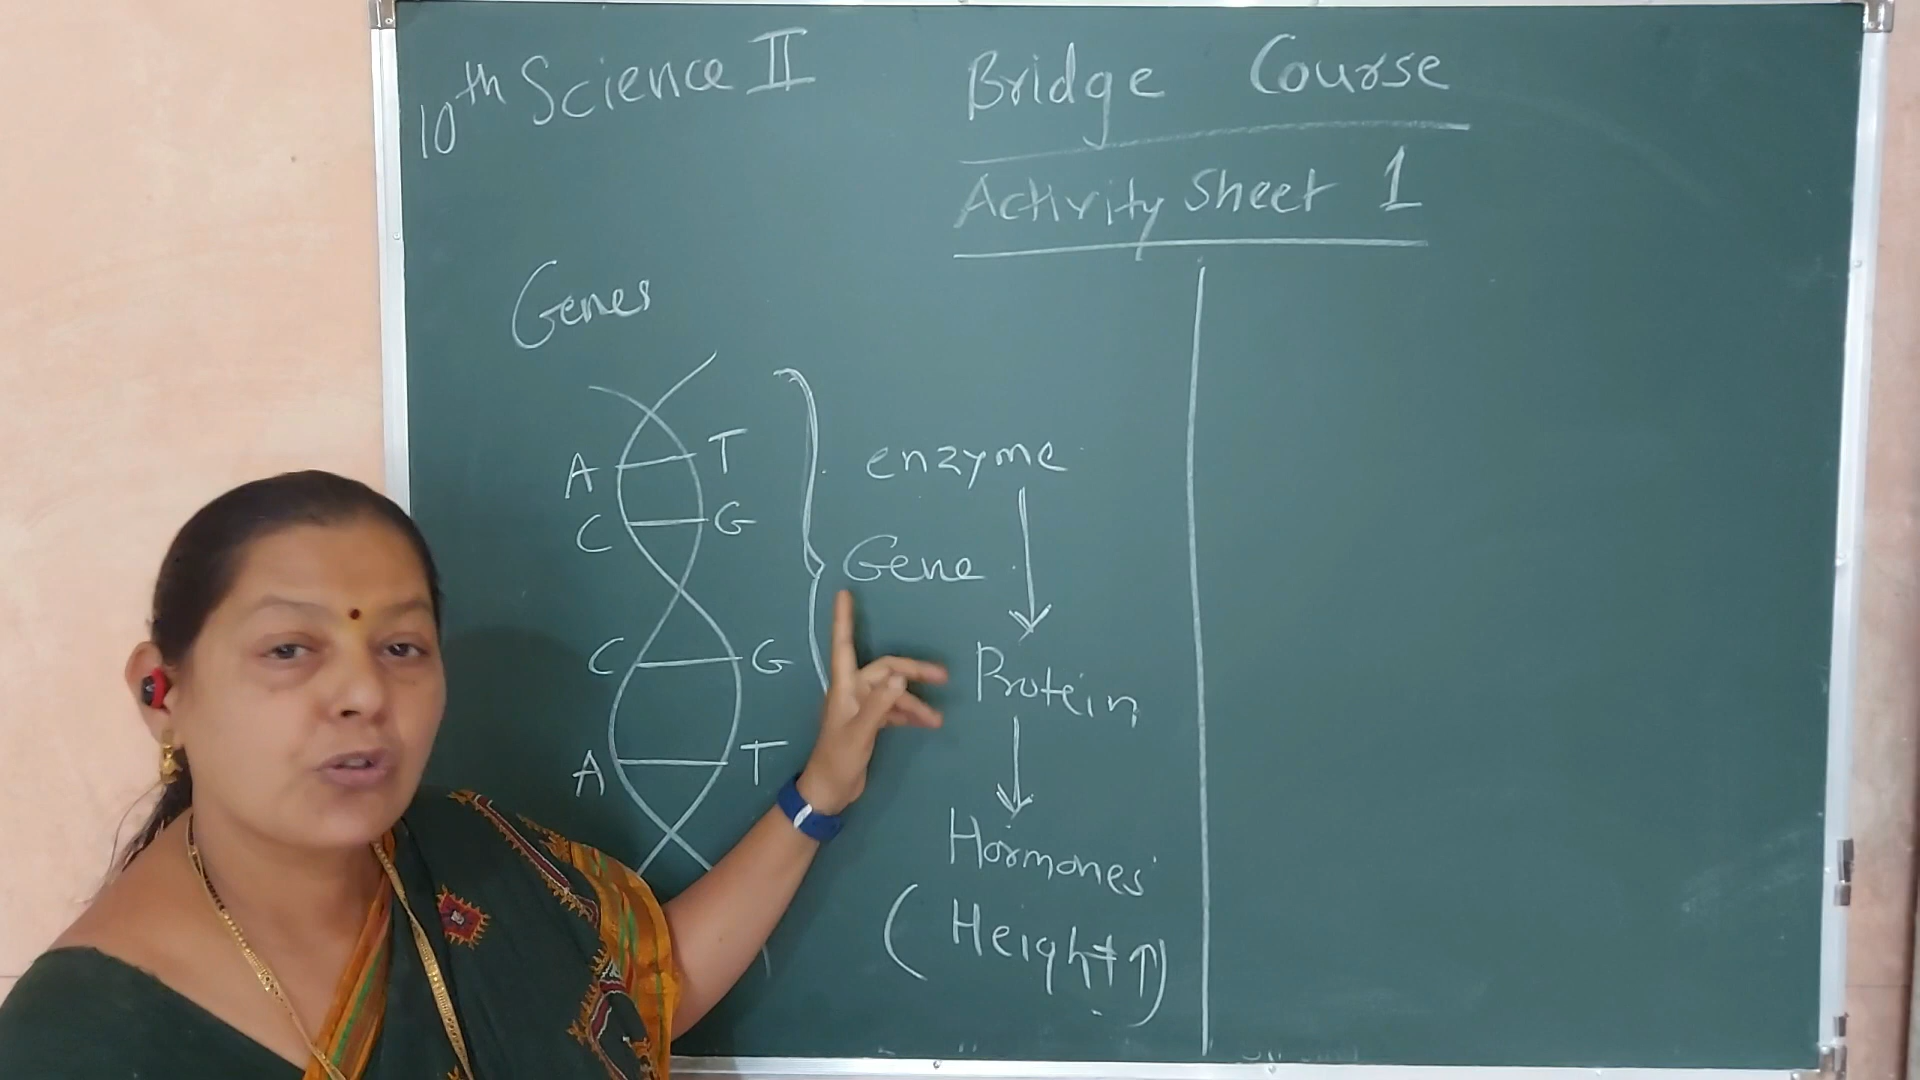 10th Science II
Bridge Course
Activity Sheet 1
Genes
A T
C G
C G
A T
enzyme
Gene
Protein
Hormones
(Height ↑)